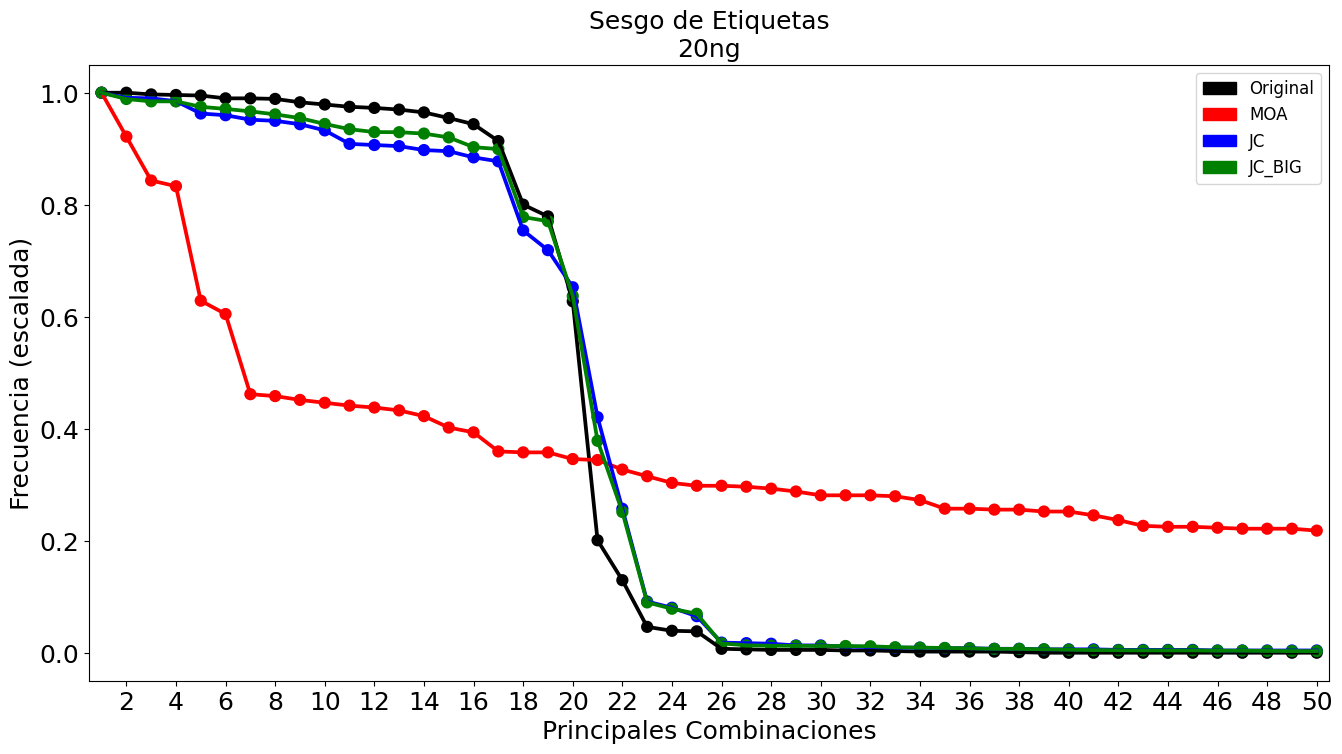 Sesgo de Etiquetas
20ng
Frecuencia (escalada)
1.0
0.8
0.6
0.4
0.2
0.0
Original
MOA
JC
JC_BIG
2 4 6 8 10 12 14 16 18 20 22 24 26 28 30 32 34 36 38 40 42 44 46 48 50
Principales Combinaciones